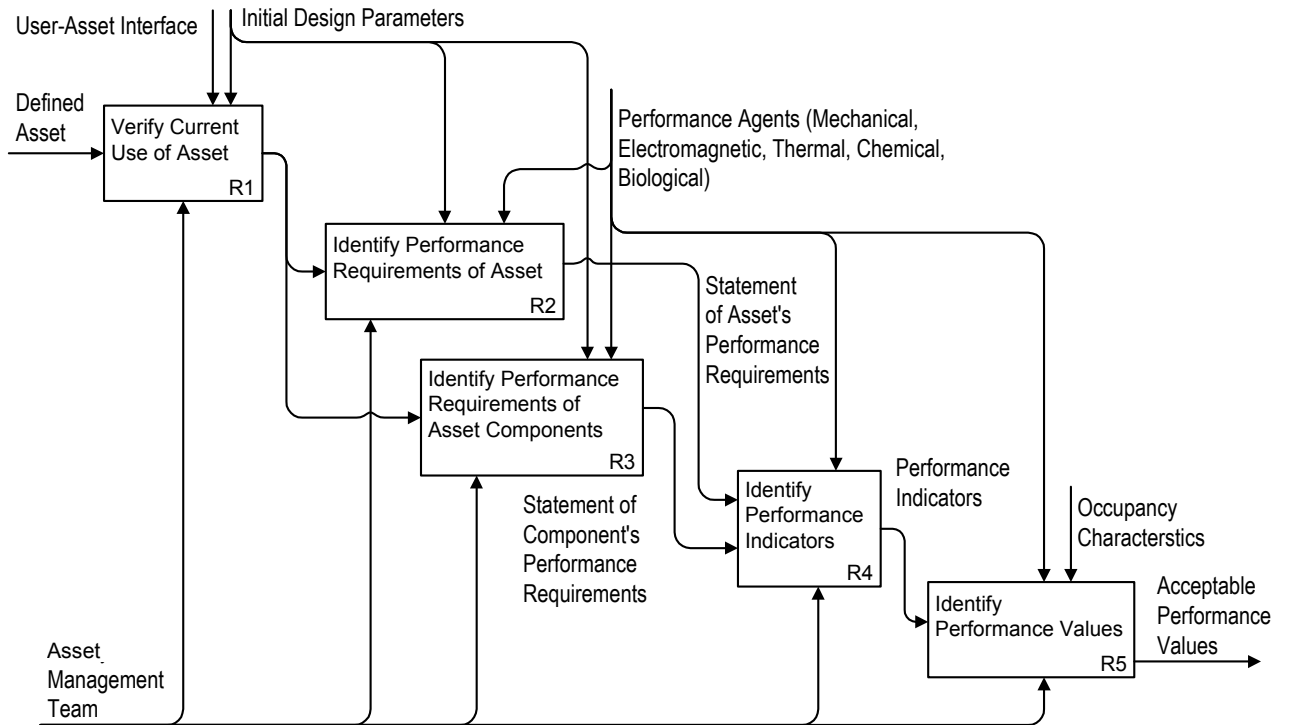 User-Asset Interface
Initial Design Parameters
Defined
Asset
Verify Current
Use of Asset
R1
Performance Agents (Mechanical,
Electromagnetic, Thermal, Chemical,
Biological)
Identify Performance
Requirements of Asset
R2
Statement
of Asset's
Performance
Requirements
Identify Performance
Requirements of
Asset Components
R3
Statement of
Component's
Performance
Requirements
Identify
Performance
Indicators
R4
Performance
Indicators
Occupancy
Characterstics
Identify
Performance Values
R5
Acceptable
Performance
Values
Asset
Management
Team